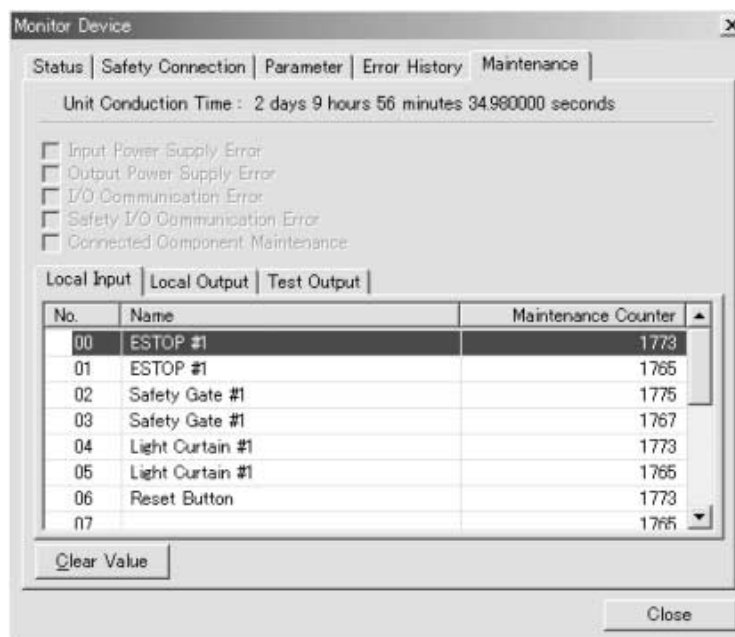 Monitor Device
Status Safety Connection Parameter Error History Maintenance
Unit Conduction Time : 2 days 9 hours 56 minutes 34.980000 seconds
Input Power Supply Error
Output Power Supply Error
I/O Communication Error
Safety I/O Communication Error
Connected Component Maintenance
Local Input Local Output Test Output
No. Name Maintenance Counter
00 ESTOP #1 1773
01 ESTOP #1 1765
02 Safety Gate #1 1775
03 Safety Gate #1 1767
04 Light Curtain #1 1773
05 Light Curtain #1 1765
06 Reset Button 1773
07 1765
Clear Value
Close